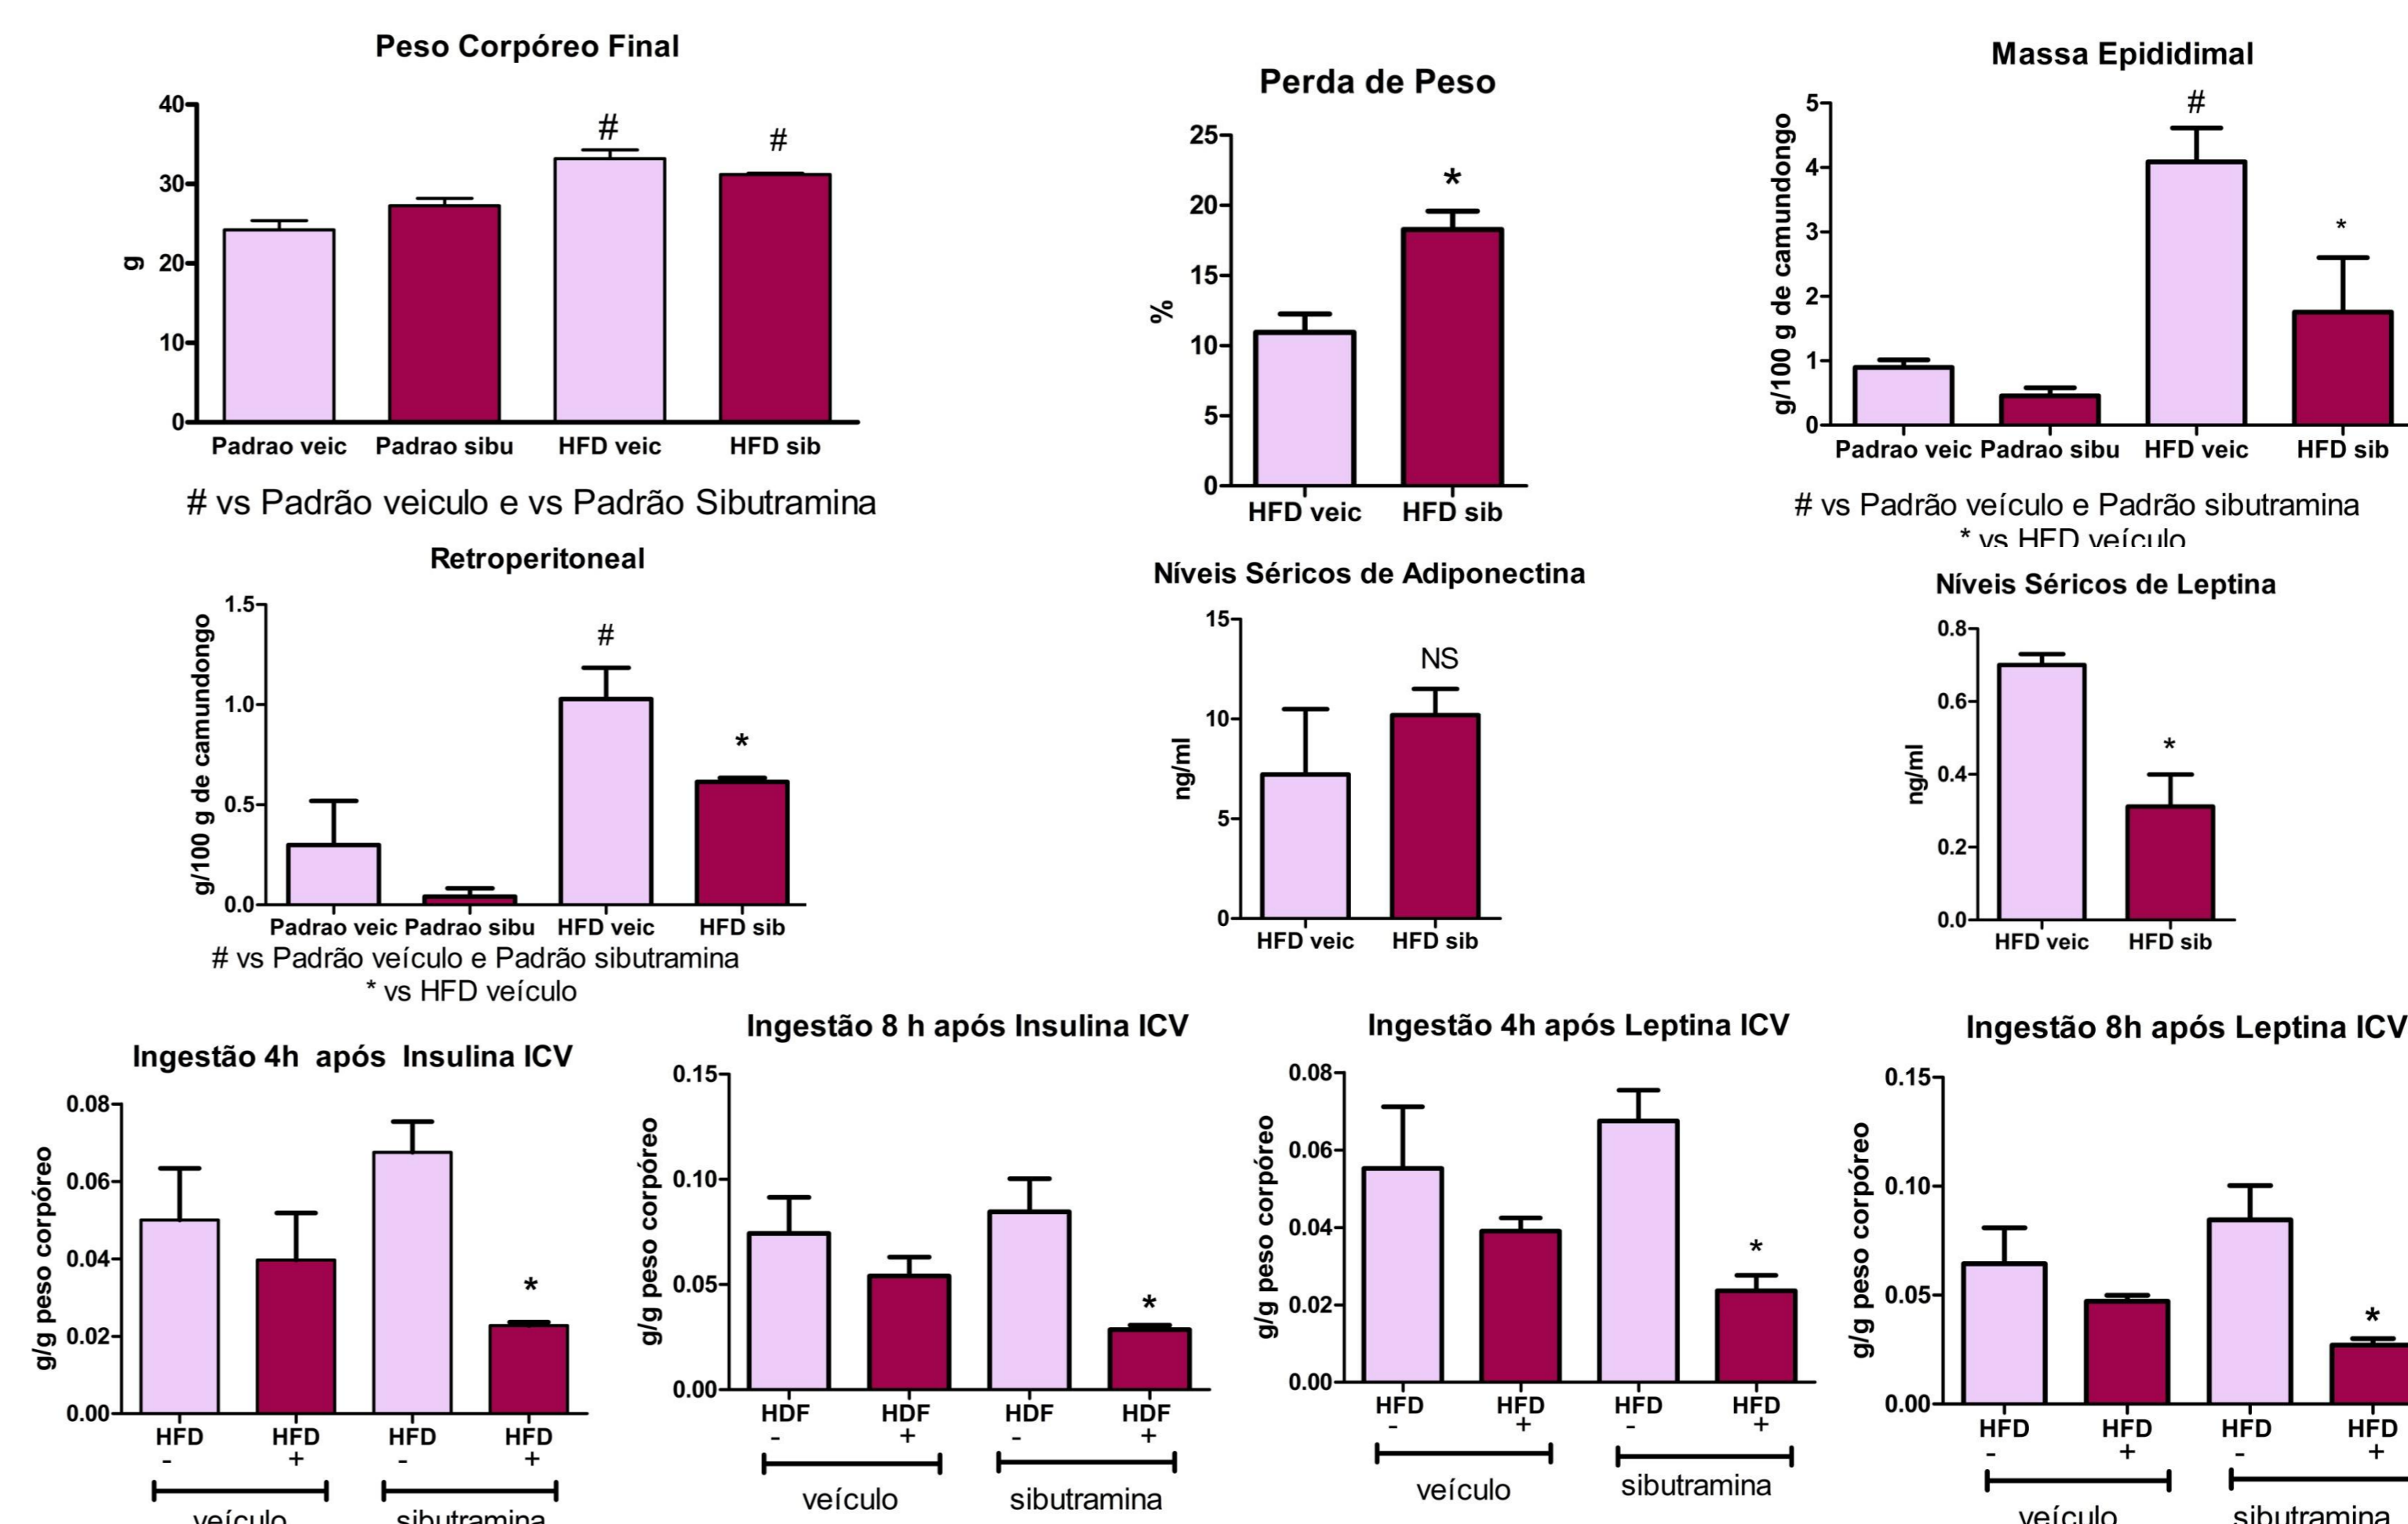 Peso Corpóreo Final
40
30
20
10
0
g
#
#
Padrao veic Padrao sibu HFD veic HFD sib
# vs Padrão veiculo e vs Padrão Sibutramina
Perda de Peso
25
20
15
10
5
0
%
*
HFD veic HFD sib
Massa Epididimal
5
4
3
2
1
0
g/100 g de camundongo
#
*
Padrao veic Padrao sibu HFD veic HFD sib
# vs Padrão veículo e Padrão sibutramina
* vs HFD veículo
Retroperitoneal
1.5
1.0
0.5
0.0
g/100 g de camundongo
#
*
Padrao veic Padrao sibu HFD veic HFD sib
# vs Padrão veículo e Padrão sibutramina
* vs HFD veículo
Níveis Séricos de Adiponectina
15
10
5
0
ng/ml
NS
HFD veic HFD sib
Níveis Séricos de Leptina
0.8
0.6
0.4
0.2
0.0
ng/ml
*
HFD veic HFD sib
Ingestão 4h após Insulina ICV
0.08
0.06
0.04
0.02
0.00
g/g peso corpóreo
*
HFD HFD HFD HFD
- + - +
veículo sibutramina
Ingestão 8 h após Insulina ICV
0.15
0.10
0.05
0.00
g/g peso corpóreo
*
HDF HDF HDF HDF
- + - +
veículo sibutramina
Ingestão 4h após Leptina ICV
0.08
0.06
0.04
0.02
0.00
g/g peso corpóreo
*
HFD HFD HFD HFD
- + - +
veículo sibutramina
Ingestão 8h após Leptina ICV
0.15
0.10
0.05
0.00
g/g peso corpóreo
*
HFD HFD HFD HFD
- + - +
veículo sibutramina